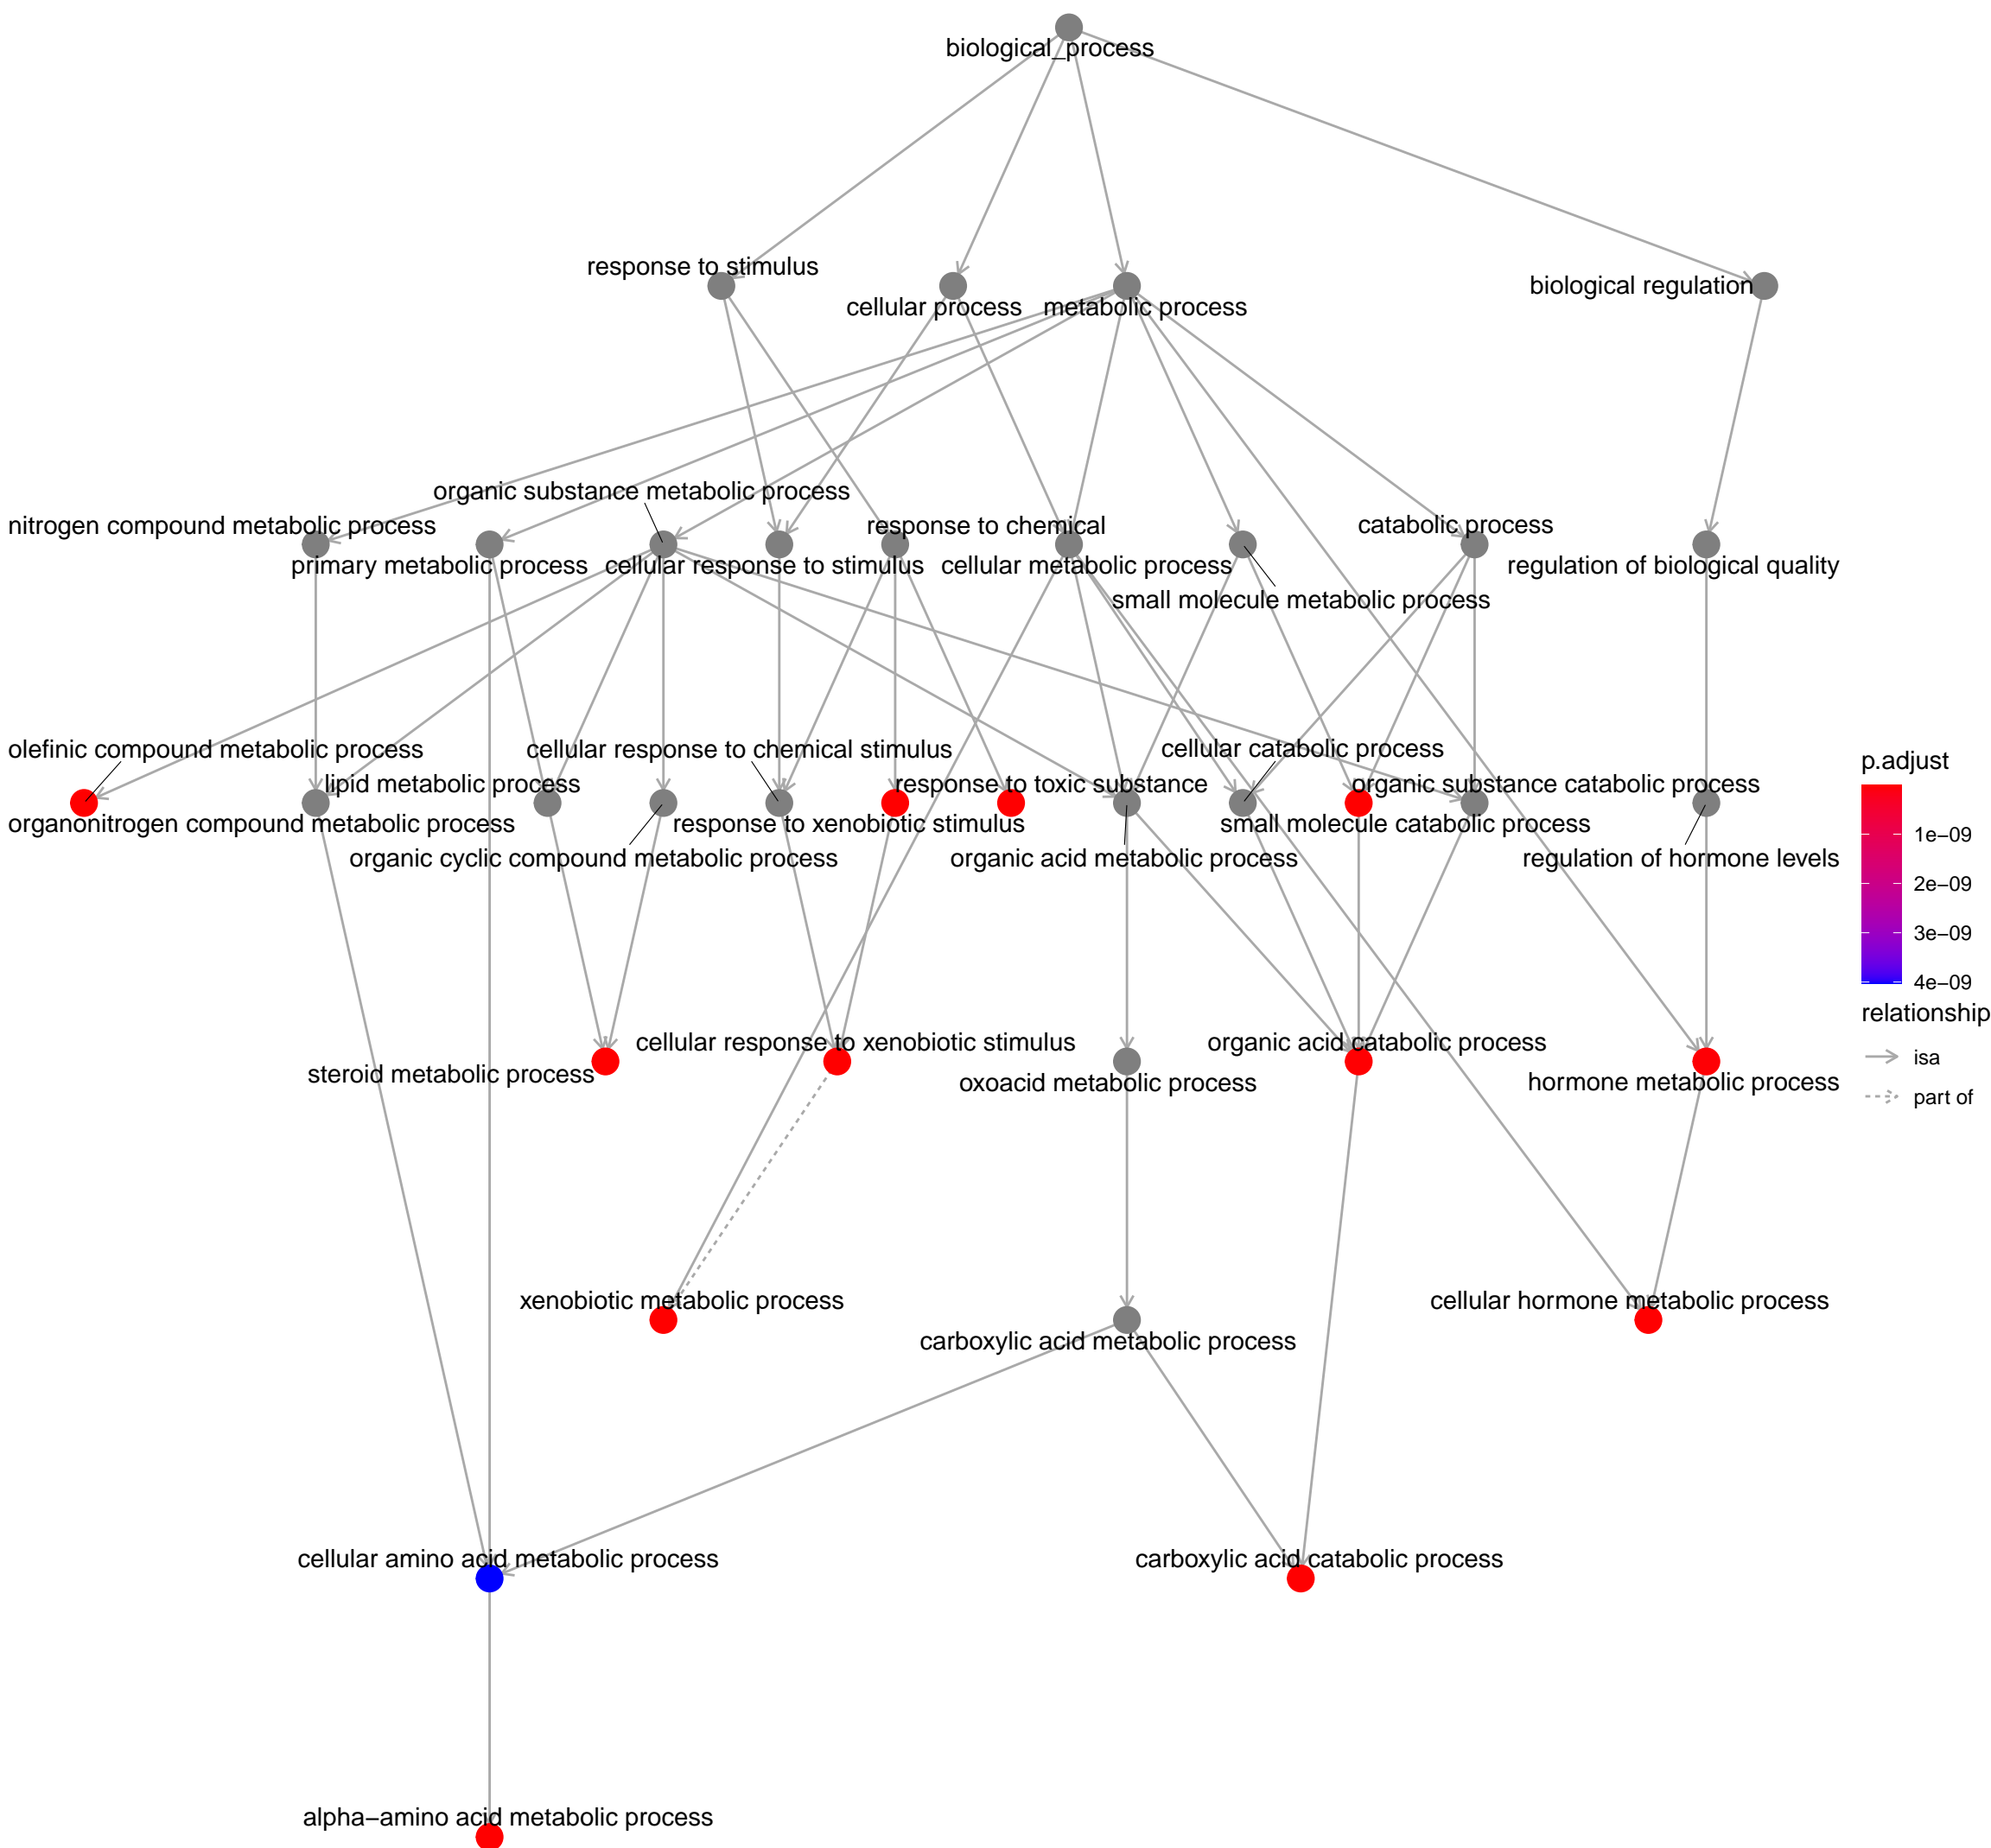 biological_process
response to stimulus
cellular process
metabolic process
biological regulation
organic substance metabolic process
nitrogen compound metabolic process
response to chemical
catabolic process
primary metabolic process
cellular response to stimulus
cellular metabolic process
regulation of biological quality
small molecule metabolic process
olefinic compound metabolic process
cellular response to chemical stimulus
cellular catabolic process
lipid metabolic process
response to toxic substance
organic substance catabolic process
organonitrogen compound metabolic process
response to xenobiotic stimulus
small molecule catabolic process
organic cyclic compound metabolic process
organic acid metabolic process
regulation of hormone levels
cellular response to xenobiotic stimulus
organic acid catabolic process
steroid metabolic process
oxoacid metabolic process
hormone metabolic process
xenobiotic metabolic process
cellular hormone metabolic process
carboxylic acid metabolic process
cellular amino acid metabolic process
carboxylic acid catabolic process
alpha−amino acid metabolic process
p.adjust
1e−09
2e−09
3e−09
4e−09
relationship
isa
part of